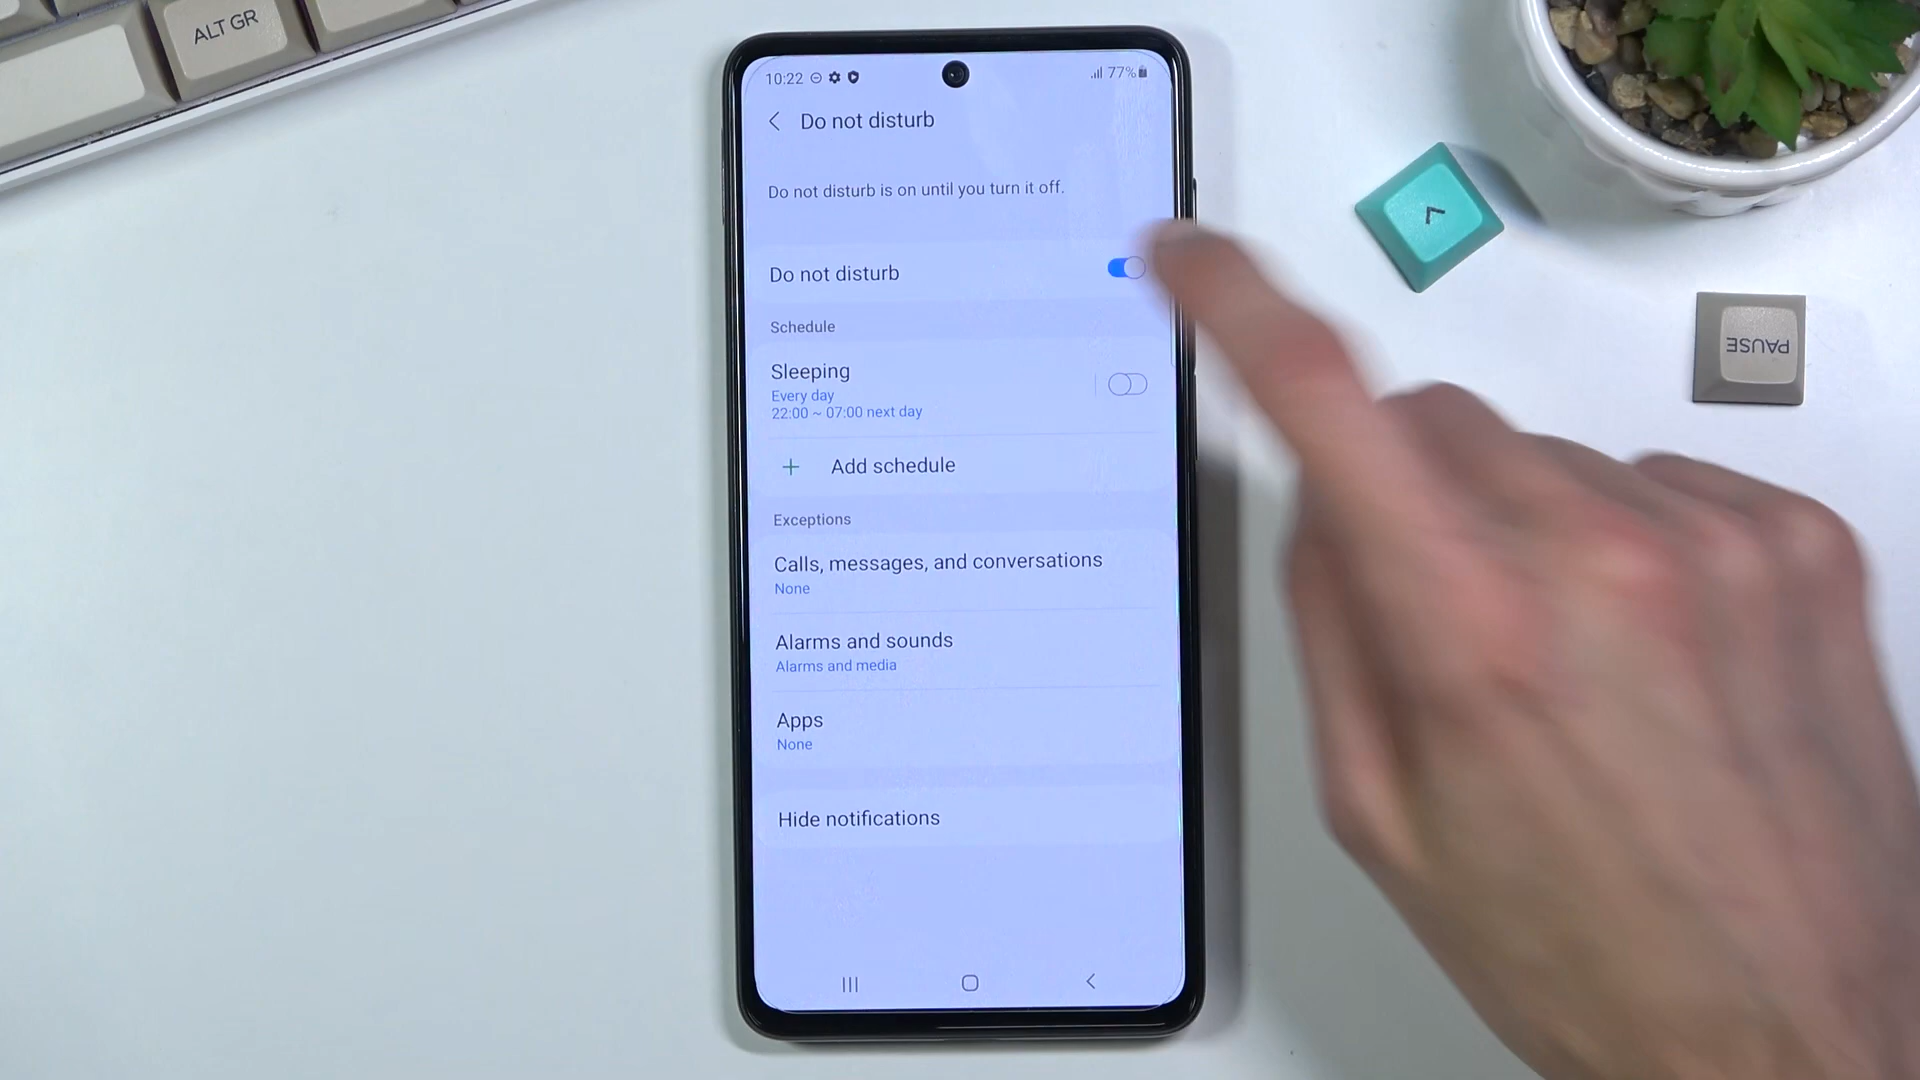 ALT GR
10:22
77%
Do not disturb
Do not disturb is on until you turn it off.
Do not disturb
Schedule
Sleeping
Every day
22:00 ~ 07:00 next day
Add schedule
Exceptions
Calls, messages, and conversations
None
Alarms and sounds
Alarms and media
Apps
None
Hide notifications
PAUSE